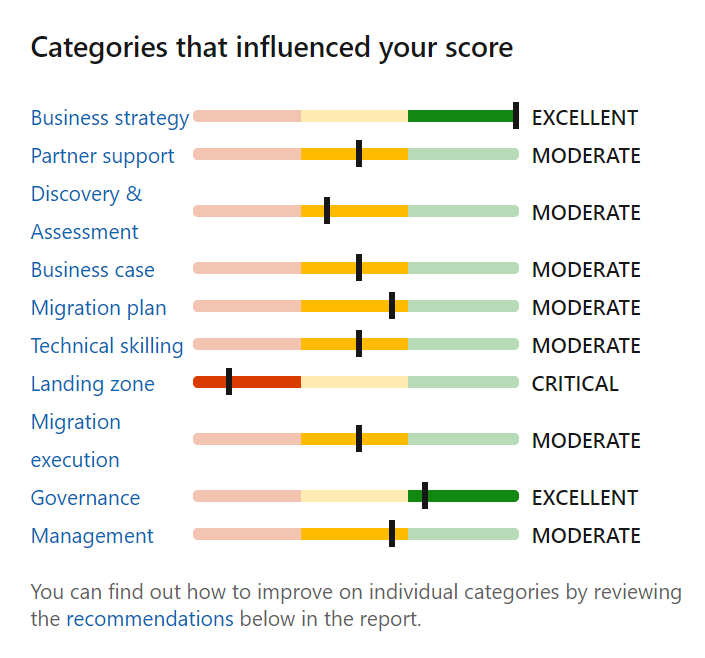 Categories that influenced your score
Business strategy EXCELLENT
Partner support MODERATE
Discovery &
Assessment MODERATE
Business case MODERATE
Migration plan MODERATE
Technical skilling MODERATE
Landing zone CRITICAL
Migration
execution MODERATE
Governance EXCELLENT
Management MODERATE
You can find out how to improve on individual categories by reviewing
the recommendations below in the report.